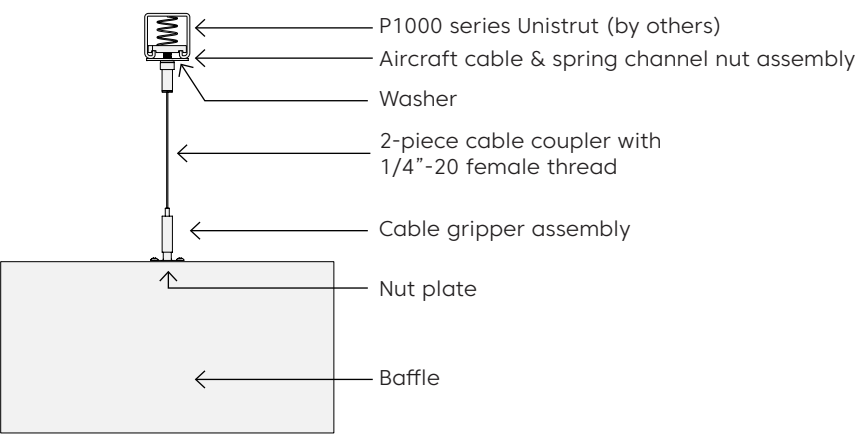 P1000 series Unistrut (by others)
Aircraft cable & spring channel nut assembly
Washer
2-piece cable coupler with
1/4”-20 female thread
Cable gripper assembly
Nut plate
Baffle